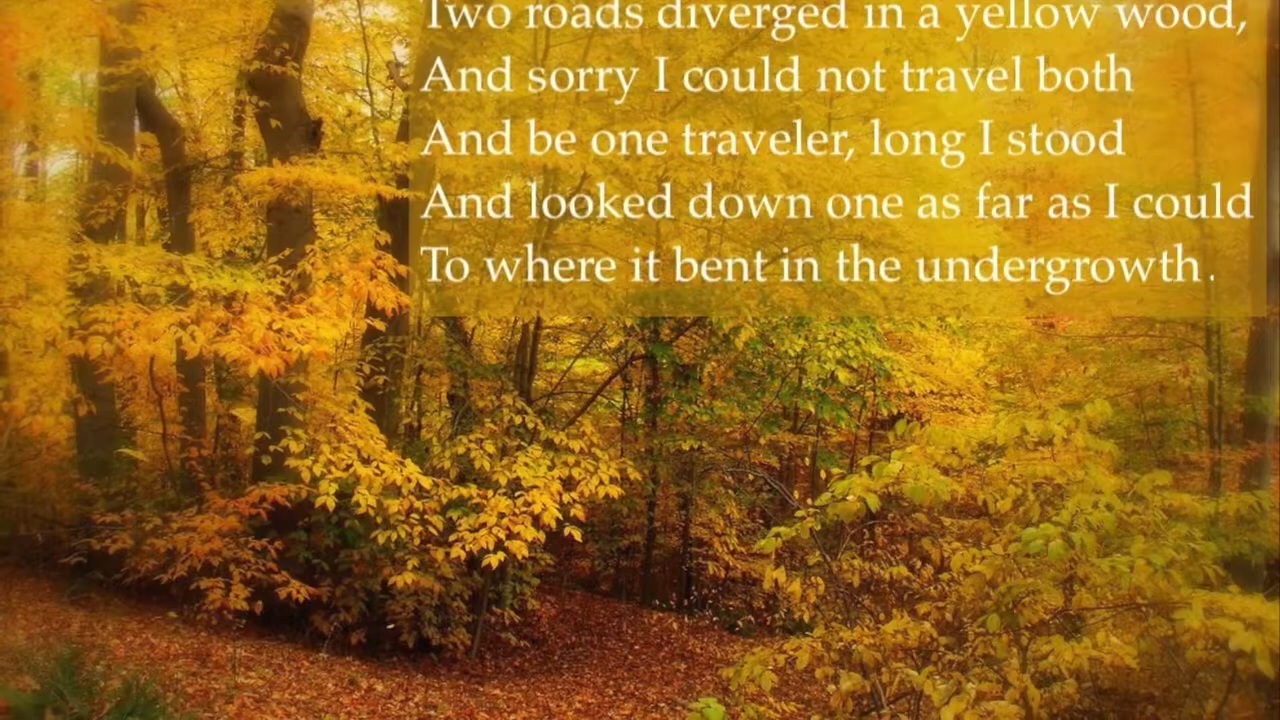 Two roads diverged in a yellow wood,
And sorry I could not travel both
And be one traveler, long I stood
And looked down one as far as I could
To where it bent in the undergrowth.